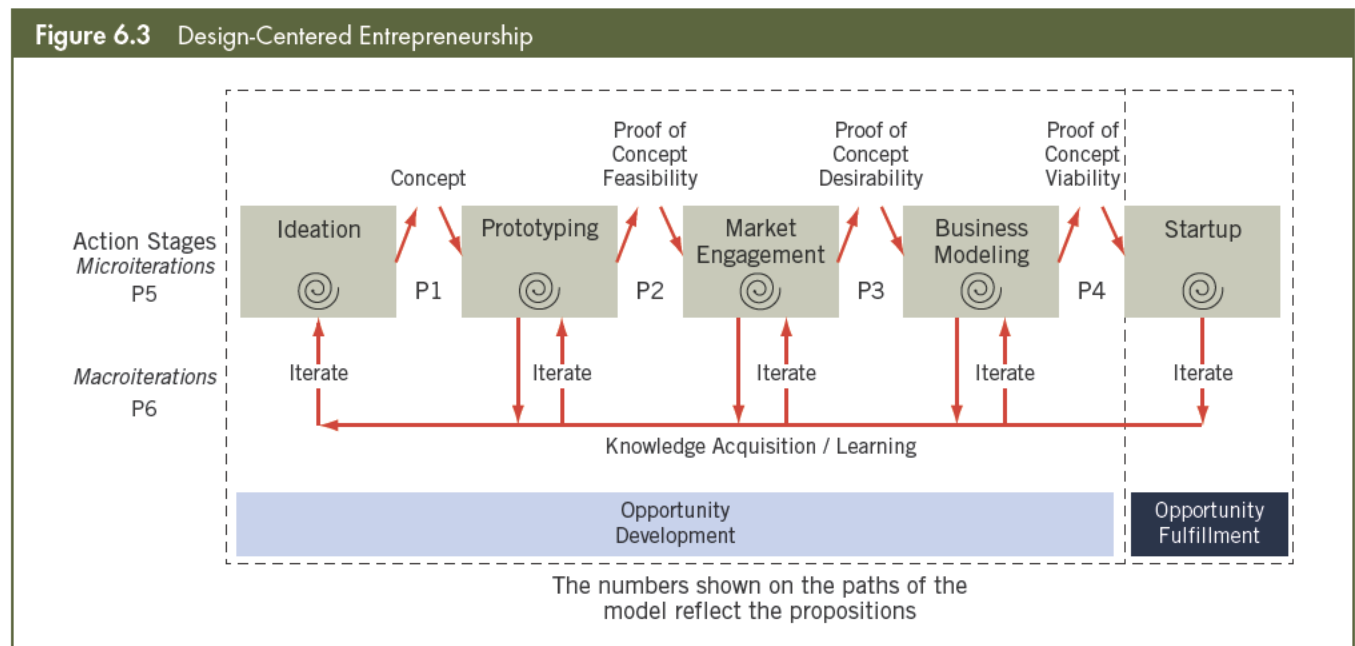 Figure 6.3 Design-Centered Entrepreneurship
Concept
Proof of
Concept
Feasibility
Proof of
Concept
Desirability
Proof of
Concept
Viability
Action Stages
Microiterations
P5
Ideation
P1
Prototyping
P2
Market
Engagement
P3
Business
Modeling
P4
Startup
Macroiterations
P6
Iterate
Iterate
Iterate
Iterate
Iterate
Knowledge Acquisition / Learning
Opportunity
Development
Opportunity
Fulfillment
The numbers shown on the paths of the
model reflect the propositions